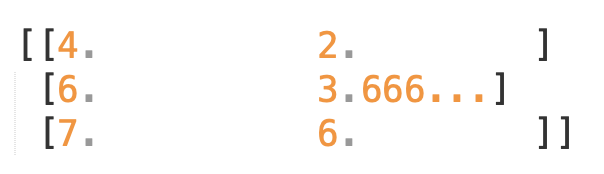 [[4.          2.        ]
 [6.          3.666...]
 [7.          6.        ]]